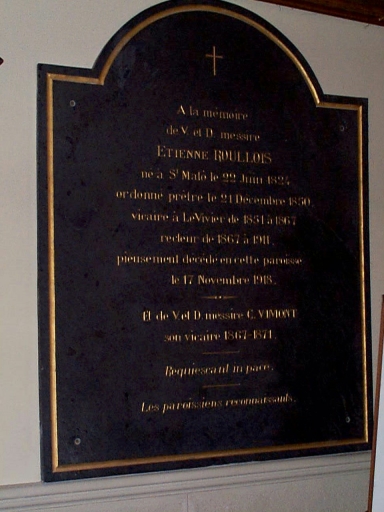 A la mémoire
de V. et D. messire
ETIENNE ROULLOIS
né à St Malo le 22 Juin 1824
ordonné prêtre le 21 Décembre 1850,
vicaire à LeVivier de 1851 à 1867
recteur de 1867 à 1911,
pieusement décédé en cette paroisse
le 17 Novembre 1918.
Et de V. et D. messire C. VIMONT
son vicaire 1867-1871.
Requiescant in pace.
Les paroissiens reconnaissants.